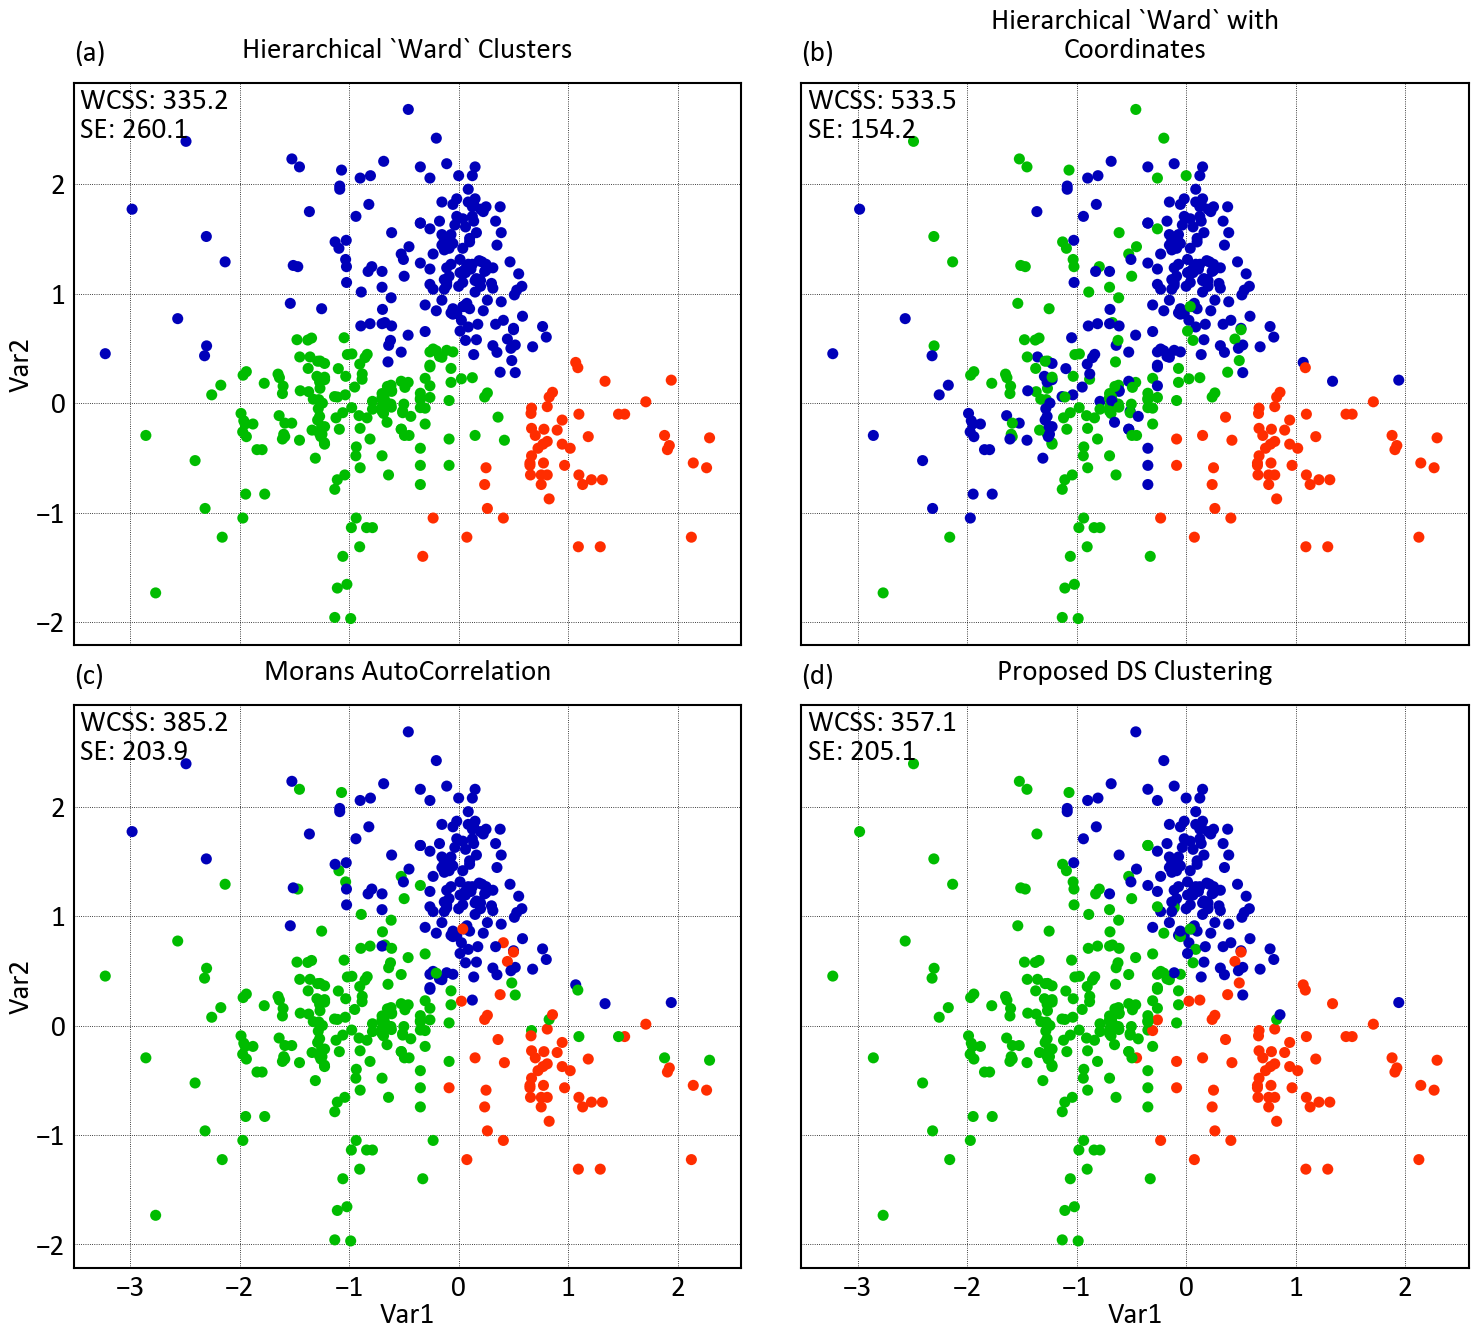 (a)
Hierarchical `Ward` Clusters
WCSS: 335.2
SE: 260.1
Var2
2
1
0
−1
−2
(b)
Hierarchical `Ward` with
Coordinates
WCSS: 533.5
SE: 154.2
(c)
Morans AutoCorrelation
WCSS: 385.2
SE: 203.9
Var2
2
1
0
−1
−2
−3 −2 −1 0 1 2
Var1
(d)
Proposed DS Clustering
WCSS: 357.1
SE: 205.1
−3 −2 −1 0 1 2
Var1